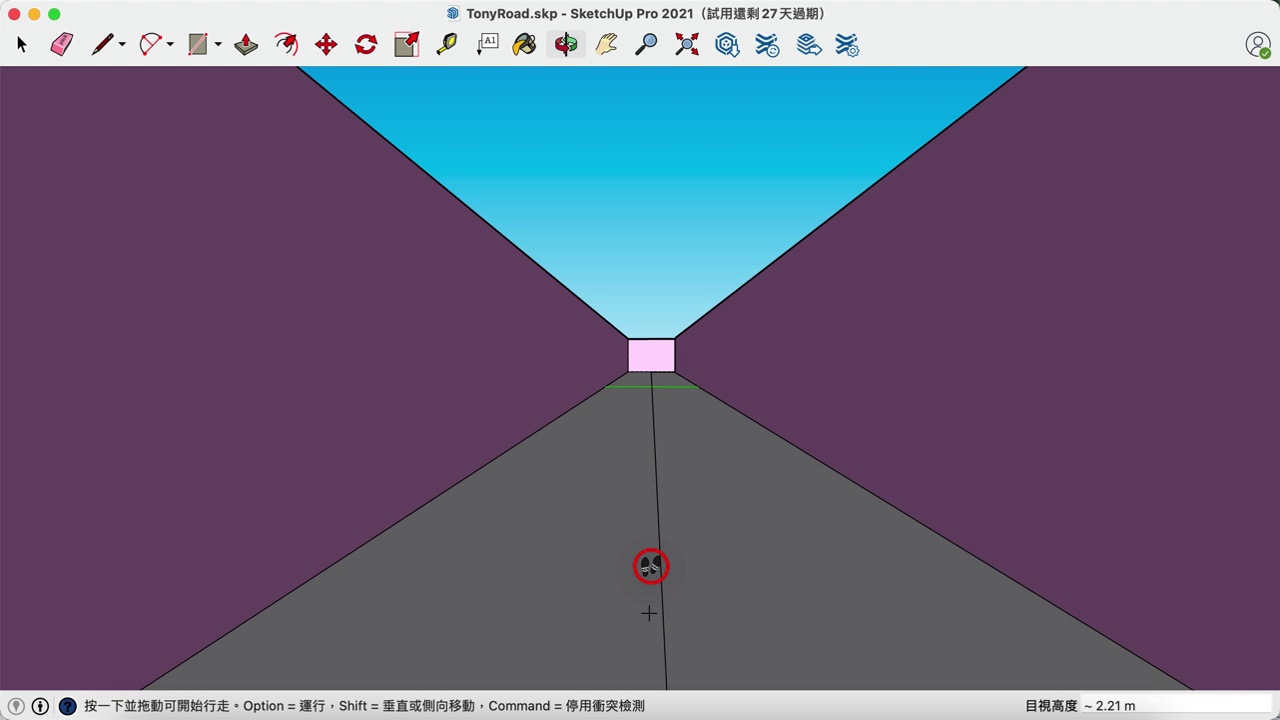 TonyRoad.skp - SketchUp Pro 2021（試用還剩 27 天過期）
A1
按一下並拖動可開始行走。Option = 運行，Shift = 垂直或側向移動，Command = 停用衝突檢測
目視高度 ~ 2.21 m